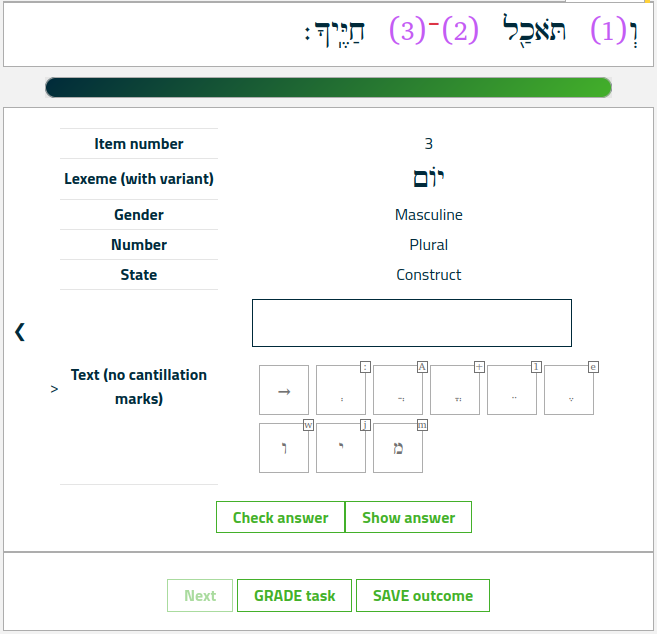 וְ(1) תֹּאכַ֖ל (2)־(3) חַיֶּֽיךָ׃
Item number 3
Lexeme (with variant) יוֹם
Gender Masculine
Number Plural
State Construct
❮
> Text (no cantillation
marks)
→ : ְ A ֲ + ֱ 1 ֵ e ֶ
w ו j י m מ
Check answer Show answer
Next GRADE task SAVE outcome